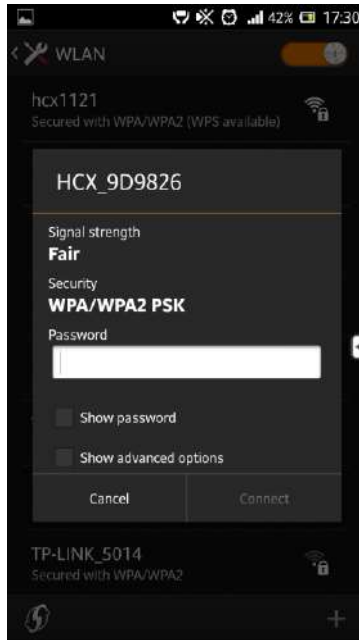 42% 17:30
WLAN
hcx1121
Secured with WPA/WPA2 (WPS available)
HCX_9D9826
Signal strength
Fair
Security
WPA/WPA2 PSK
Password
Show password
Show advanced options
Cancel Connect
TP-LINK_5014
Secured with WPA/WPA2